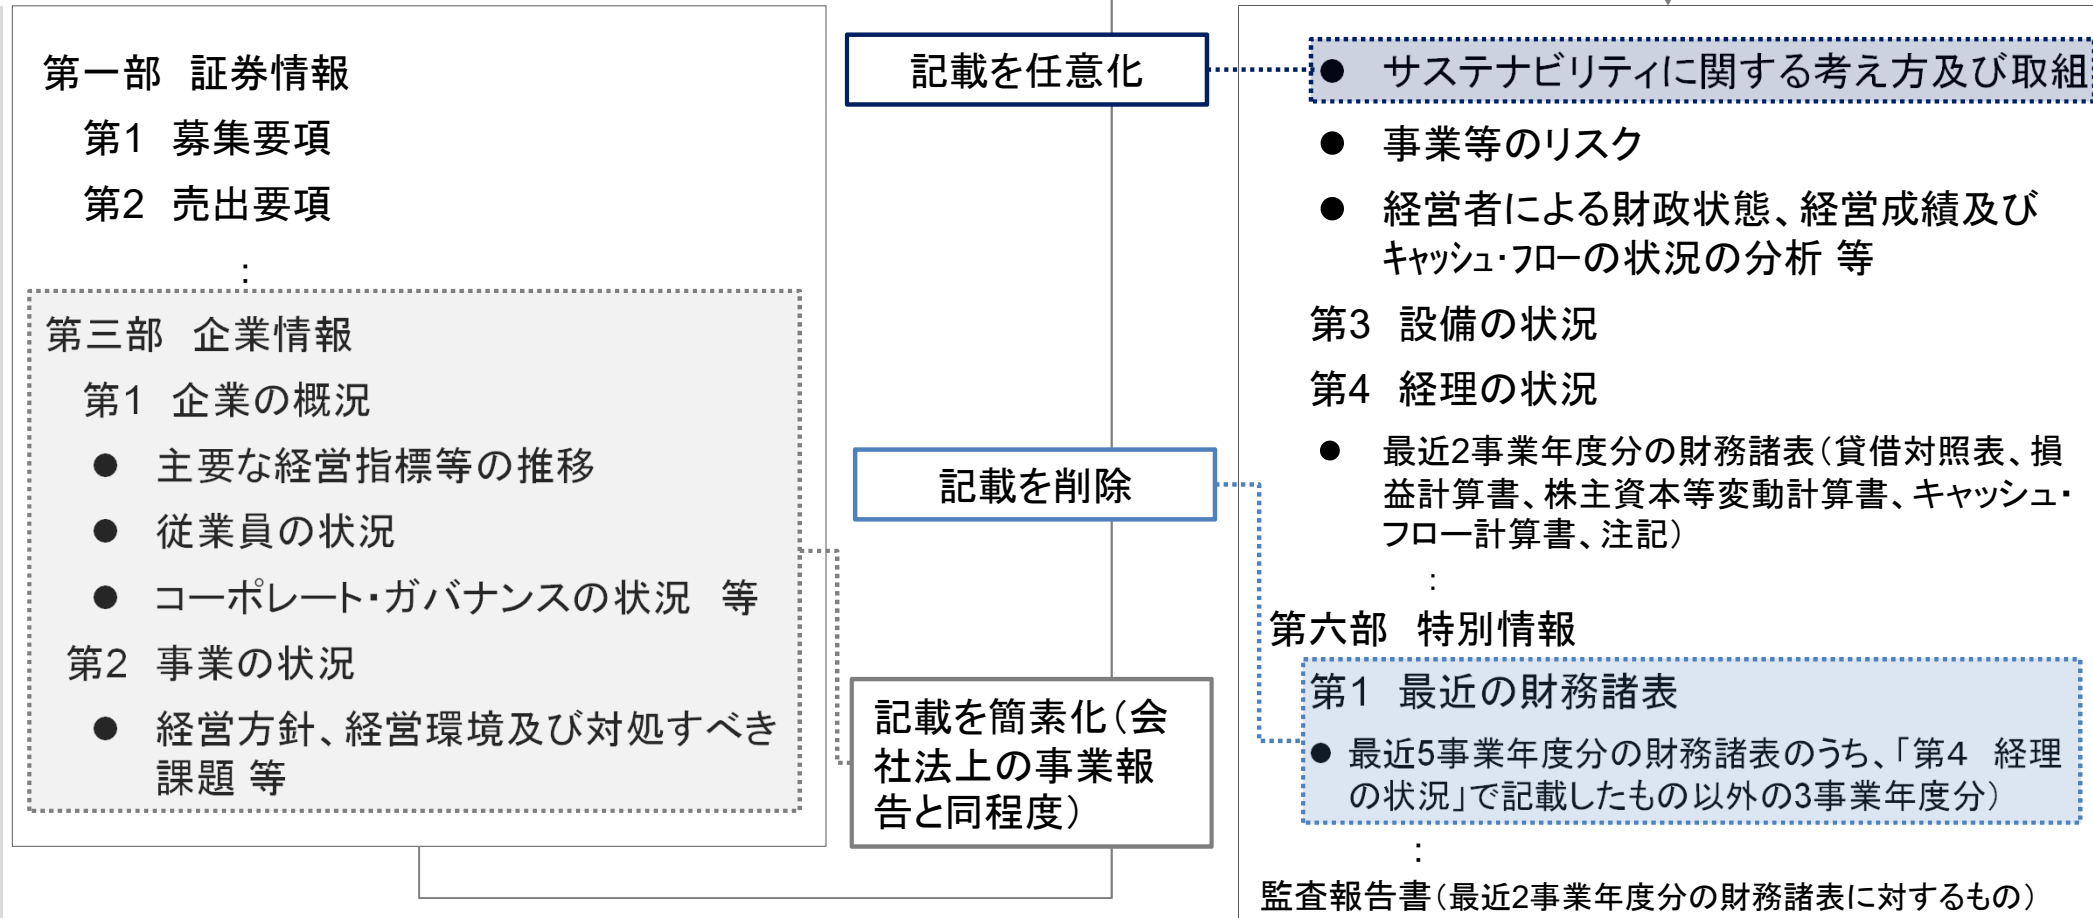 第一部 証券情報
第1 募集要項
第2 売出要項
:
第三部 企業情報
第1 企業の概況
● 主要な経営指標等の推移
● 従業員の状況
● コーポレート・ガバナンスの状況 等
第2 事業の状況
● 経営方針、経営環境及び対処すべき
課題 等
記載を任意化
記載を削除
記載を簡素化（会
社法上の事業報
告と同程度）
● サステナビリティに関する考え方及び取組
● 事業等のリスク
● 経営者による財政状態、経営成績及び
キャッシュ・フローの状況の分析 等
第3 設備の状況
第4 経理の状況
● 最近2事業年度分の財務諸表（貸借対照表、損
益計算書、株主資本等変動計算書、キャッシュ・
フロー計算書、注記）
:
第六部 特別情報
第1 最近の財務諸表
● 最近5事業年度分の財務諸表のうち、「第4 経理
の状況」で記載したもの以外の3事業年度分）
:
監査報告書（最近2事業年度分の財務諸表に対するもの）